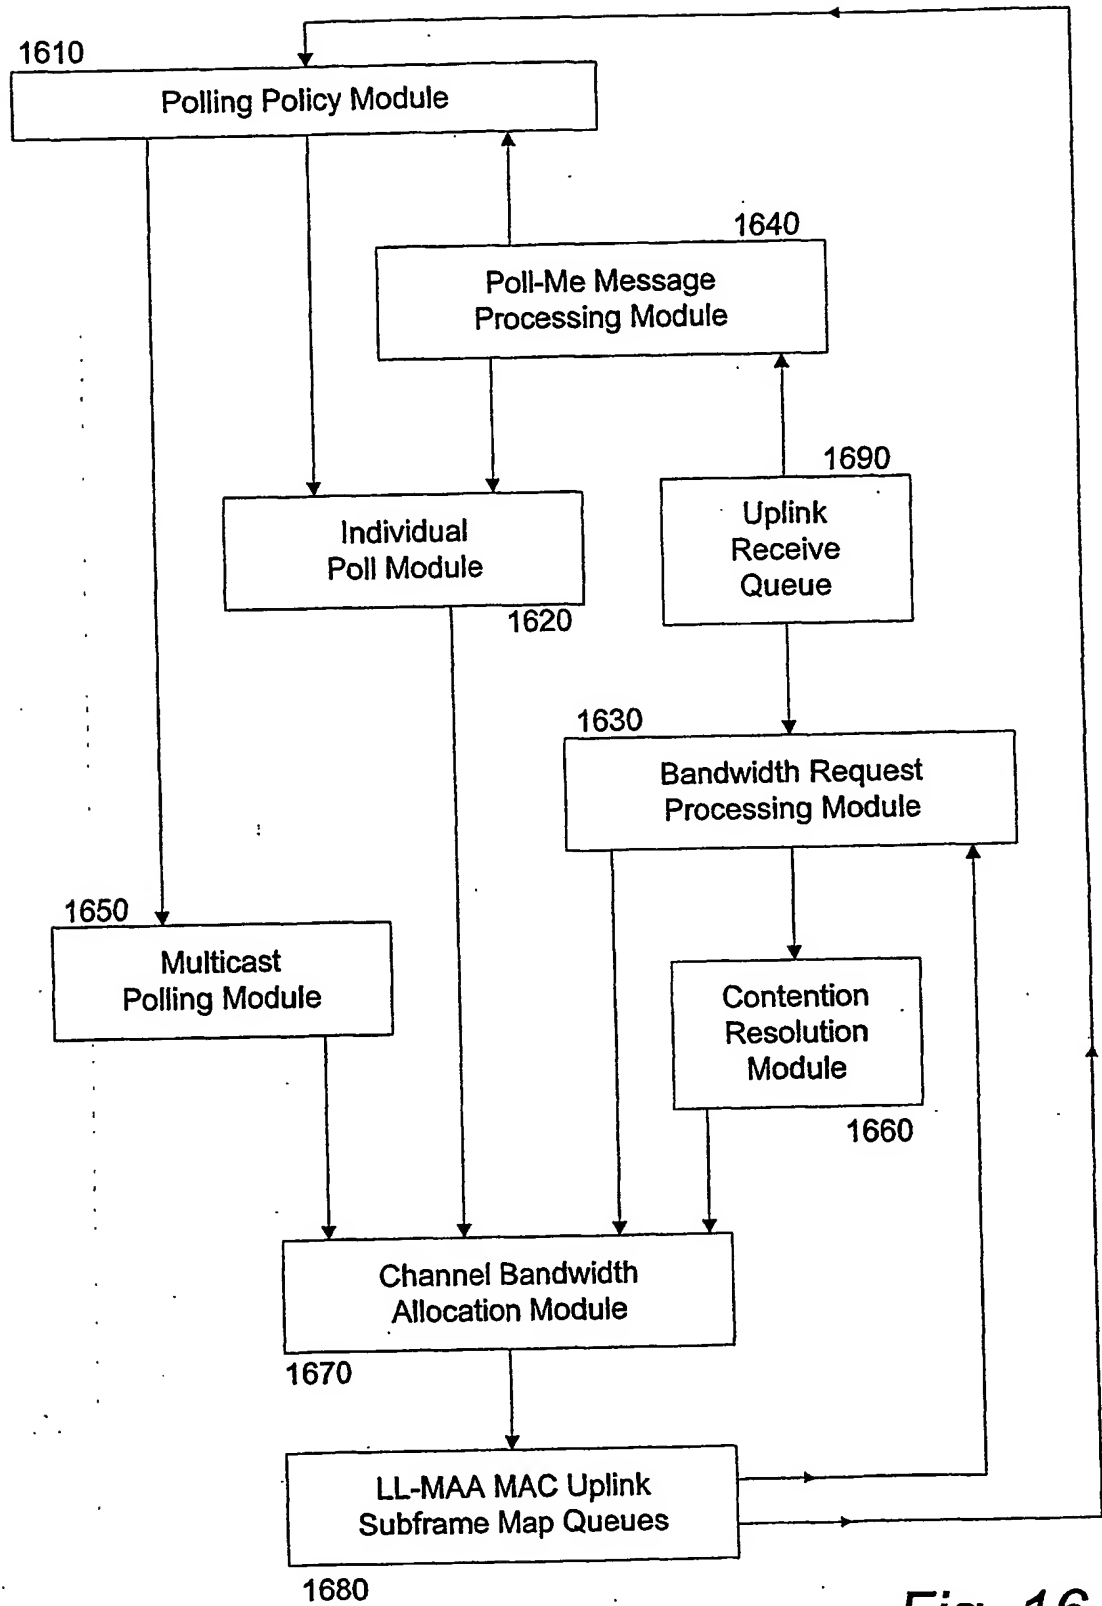 1610
Polling Policy Module
1640
Poll-Me Message
Processing Module
1690
Uplink
Receive
Queue
Individual
Poll Module
1620
1630
Bandwidth Request
Processing Module
1650
Multicast
Polling Module
Contention
Resolution
Module
1660
Channel Bandwidth
Allocation Module
1670
LL-MAA MAC Uplink
Subframe Map Queues
1680
Fig. 16